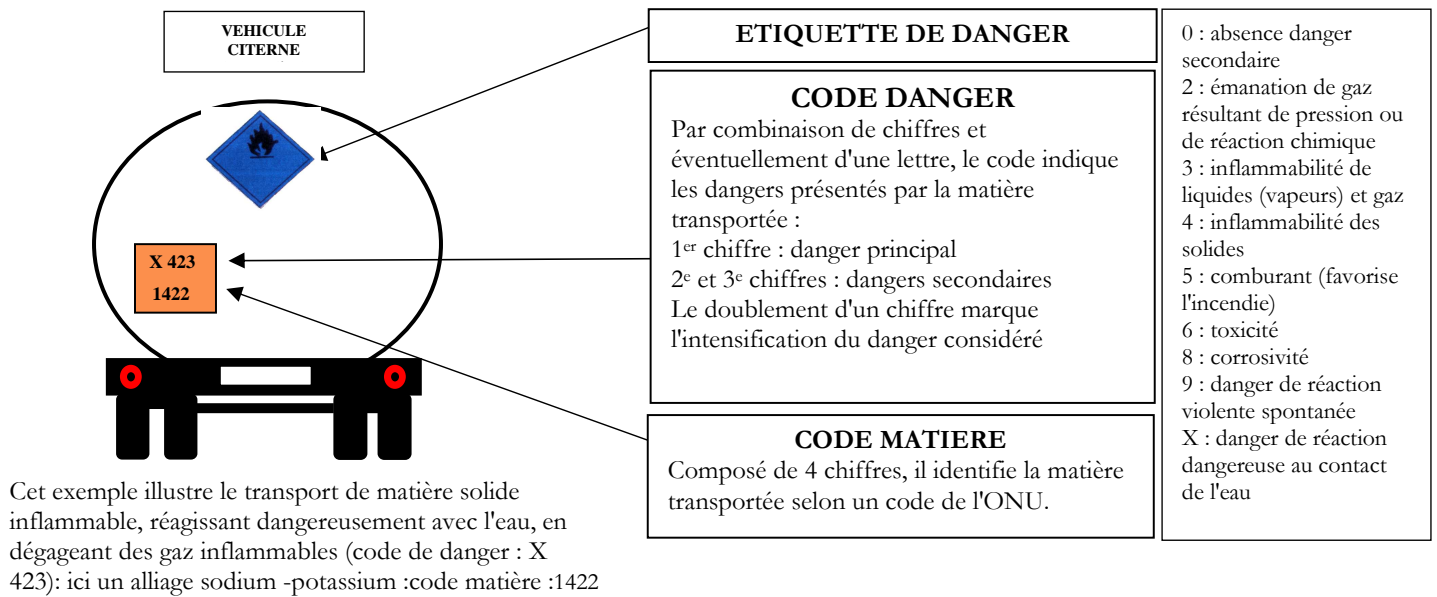 VEHICULE
CITERNE
X 423
1422
Cet exemple illustre le transport de matière solide
inflammable, réagissant dangereusement avec l'eau, en
dégageant des gaz inflammables (code de danger : X
423): ici un alliage sodium -potassium :code matière :1422
ETIQUETTE DE DANGER
CODE DANGER
Par combinaison de chiffres et
éventuellement d'une lettre, le code indique
les dangers présentés par la matière
transportée :
1er chiffre : danger principal
2e et 3e chiffres : dangers secondaires
Le doublement d'un chiffre marque
l'intensification du danger considéré
CODE MATIERE
Composé de 4 chiffres, il identifie la matière
transportée selon un code de l'ONU.
0 : absence danger
secondaire
2 : émanation de gaz
résultant de pression ou
de réaction chimique
3 : inflammabilité de
liquides (vapeurs) et gaz
4 : inflammabilité des
solides
5 : comburant (favorise
l'incendie)
6 : toxicité
8 : corrosivité
9 : danger de réaction
violente spontanée
X : danger de réaction
dangereuse au contact
de l'eau